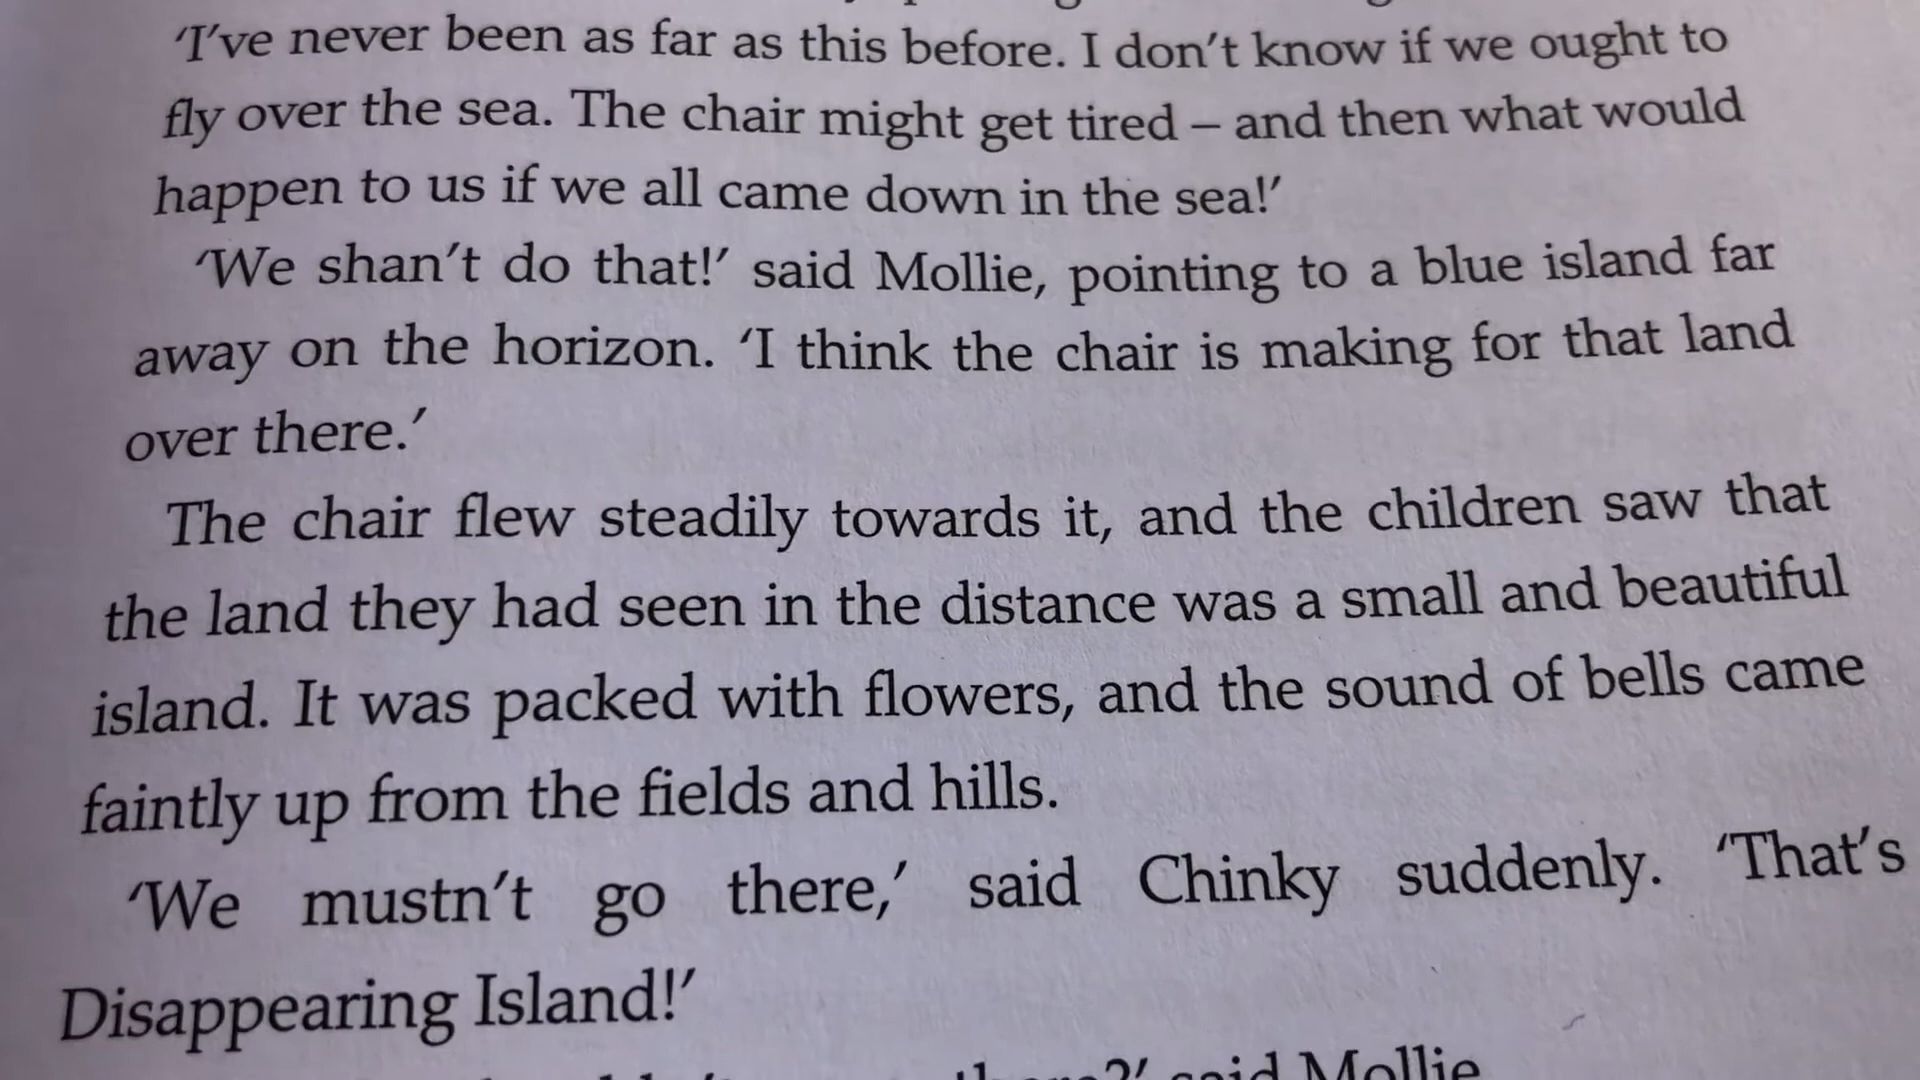 ‘I’ve never been as far as this before. I don’t know if we ought to
fly over the sea. The chair might get tired – and then what would
happen to us if we all came down in the sea!’
‘We shan’t do that!’ said Mollie, pointing to a blue island far
away on the horizon. ‘I think the chair is making for that land
over there.’
The chair flew steadily towards it, and the children saw that
the land they had seen in the distance was a small and beautiful
island. It was packed with flowers, and the sound of bells came
faintly up from the fields and hills.
‘We mustn’t go there,’ said Chinky suddenly. ‘That’s
Disappearing Island!’
said Mollie